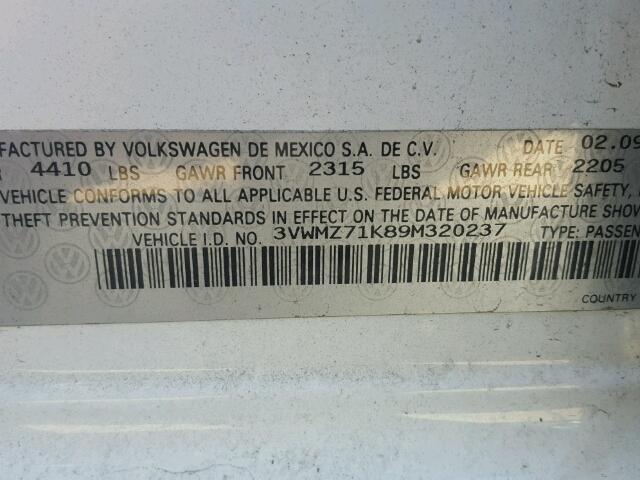 FACTURED BY VOLKSWAGEN DE MEXICO S.A. DE C.V. DATE 02.09
R 4410 LBS GAWR FRONT 2315 LBS GAWR REAR 2205
VEHICLE CONFORMS TO ALL APPLICABLE U.S. FEDERAL MOTOR VEHICLE SAFETY,
THEFT PREVENTION STANDARDS IN EFFECT ON THE DATE OF MANUFACTURE SHOW
VEHICLE I.D. NO. 3VWMZ71K89M320237 TYPE: PASSEN
COUNTRY